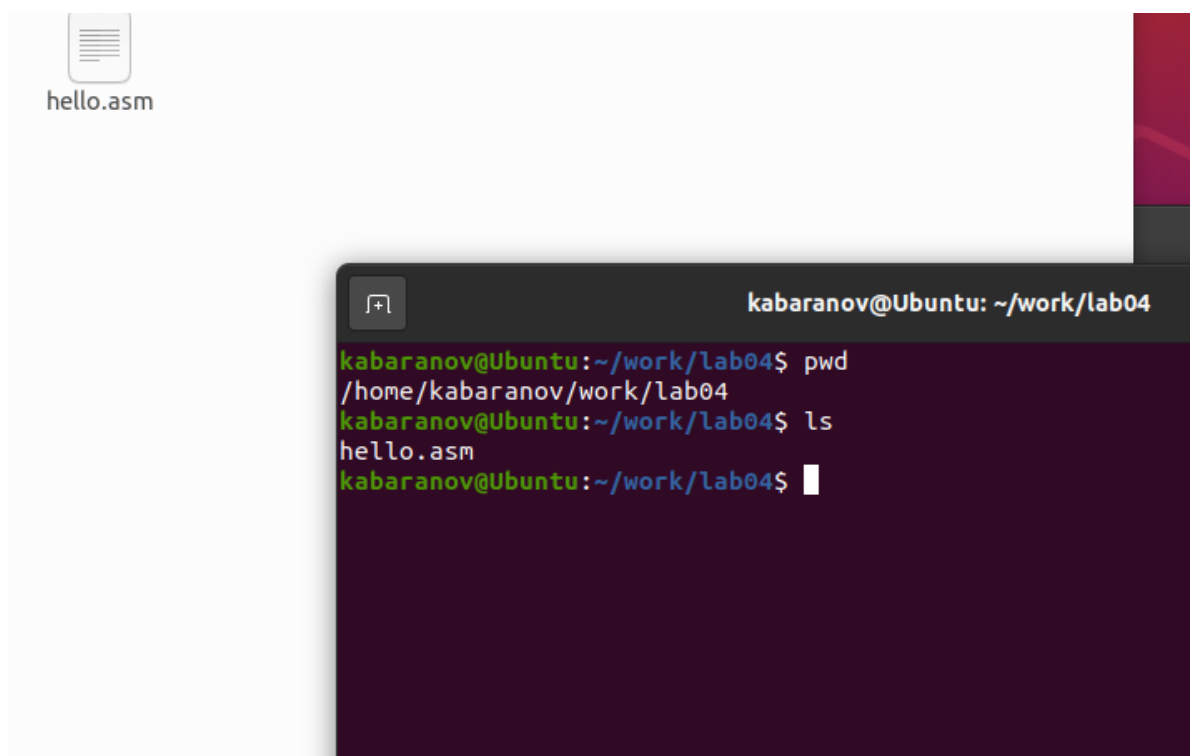 hello.asm
kabaranov@Ubuntu: ~/work/lab04
kabaranov@Ubuntu:~/work/lab04$ pwd
/home/kabaranov/work/lab04
kabaranov@Ubuntu:~/work/lab04$ ls
hello.asm
kabaranov@Ubuntu:~/work/lab04$